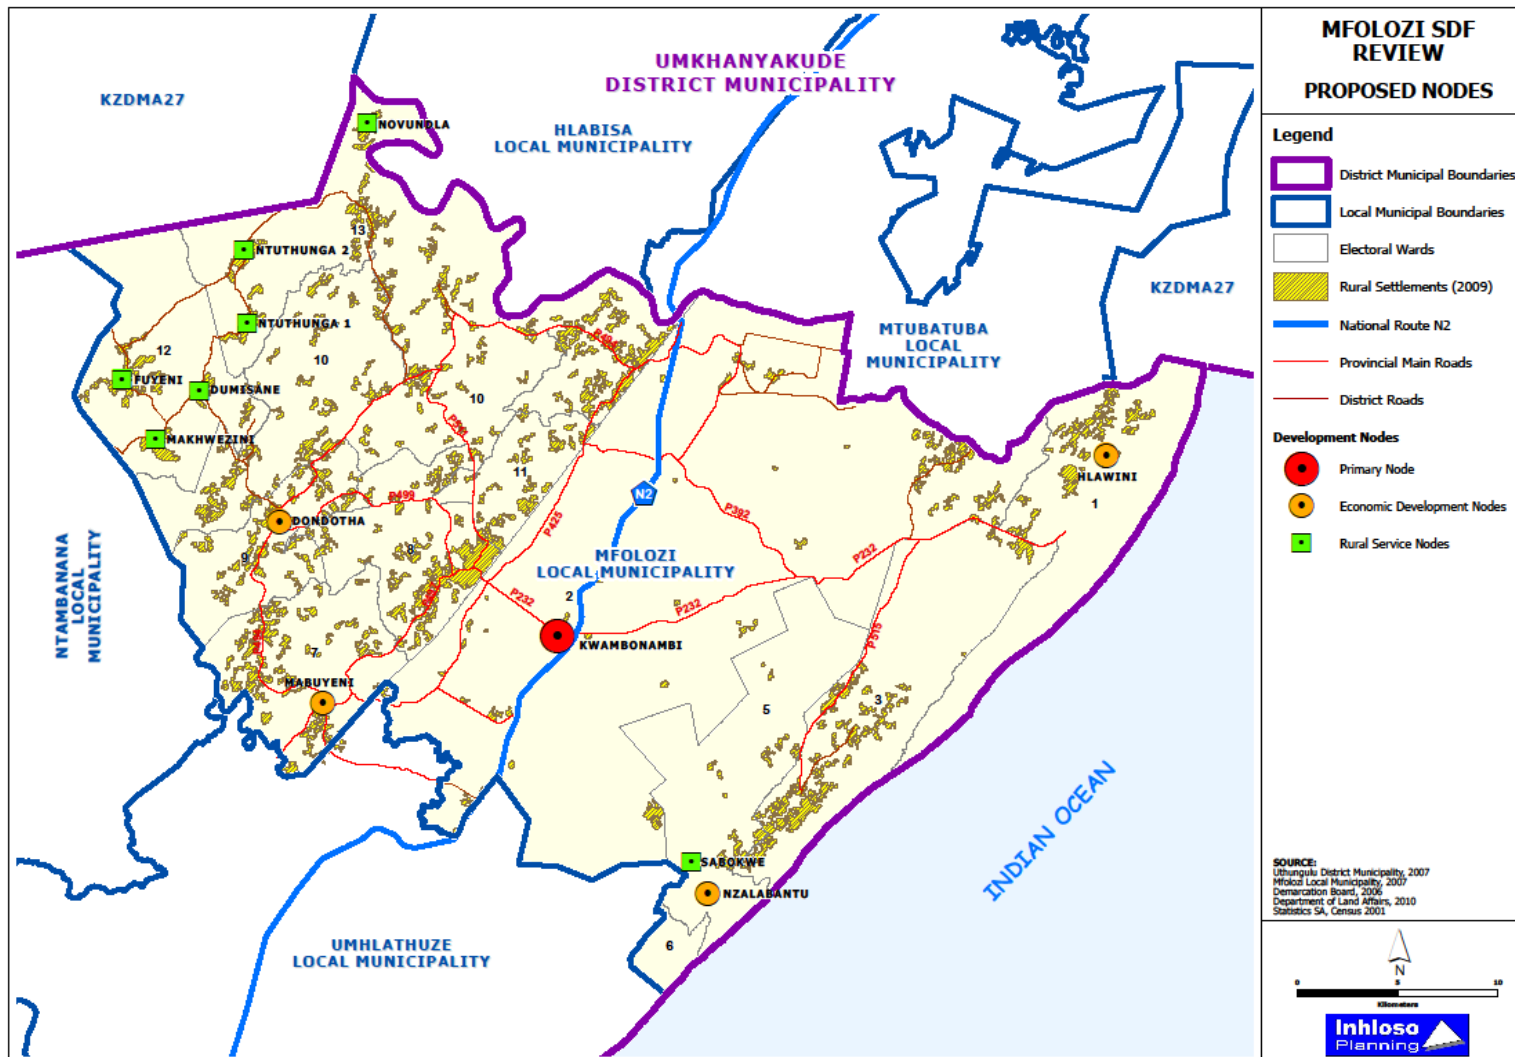 MFOLOZI SDF
REVIEW
PROPOSED NODES
Legend
District Municipal Boundaries
Local Municipal Boundaries
Electoral Wards
Rural Settlements (2009)
National Route N2
Provincial Main Roads
District Roads
Development Nodes
Primary Node
Economic Development Nodes
Rural Service Nodes
SOURCE:
Uthungulu District Municipality, 2007
Mfolozi Local Municipality, 2007
Demarcation Board, 2006
Department of Land Affairs, 2010
Statistics SA, Census 2001
N
0 5 10
Kilometers
Inhloso
Planning
UMKHANYAKUDE
DISTRICT MUNICIPALITY
KZDMA27
HLABISA
LOCAL MUNICIPALITY
NOVUNDLA
13
NTUTHUNGA 2
KZDMA27
NTUTHUNGA 1
MTUBATUBA
LOCAL
MUNICIPALITY
12
10
FUYENI
DUMISANE
10
MAKHWEZINI
11
HLAWINI
1
N2
P499
P392
P425
DONDOTHA
NTAMBANANA
LOCAL
MUNICIPALITY
9
8
MFOLOZI
LOCAL MUNICIPALITY
P232
P232
2
P232
KWAMBONAMBI
P515
7
MABUYENI
5
3
INDIAN OCEAN
SABOKWE
NZALABANTU
UMHLATHUZE
LOCAL MUNICIPALITY
6